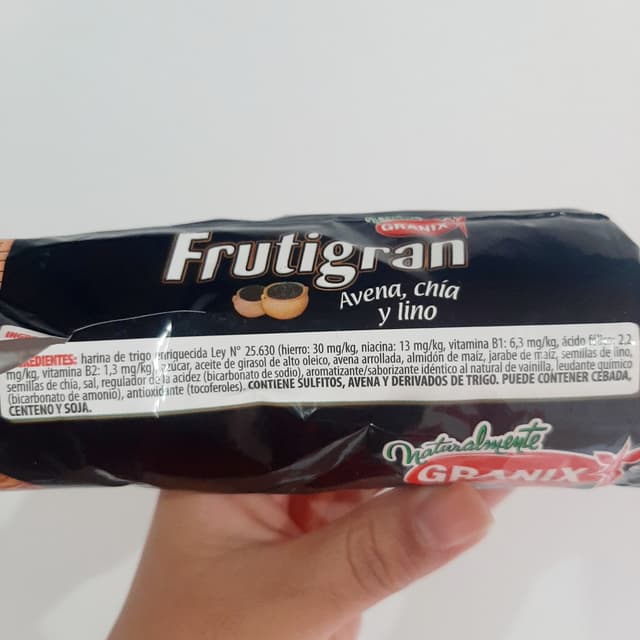 GRANIX
Frutigran
Avena, chía
y lino
INGREDIENTES: harina de trigo enriquecida Ley N° 25.630 (hierro: 30 mg/kg, niacina: 13 mg/kg, vitamina B1: 6,3 mg/kg, ácido fólico: 2,2
mg/kg, vitamina B2: 1,3 mg/kg), azúcar, aceite de girasol de alto oleico, avena arrollada, almidón de maíz, jarabe de maíz, semillas de lino,
semillas de chía, sal, regulador de la acidez (bicarbonato de sodio), aromatizante/saborizante idéntico al natural de vainilla, leudante químico
(bicarbonato de amonio), antioxidante (tocoferoles). CONTIENE SULFITOS, AVENA Y DERIVADOS DE TRIGO. PUEDE CONTENER CEBADA,
CENTENO Y SOJA.
Naturalmente
GRANIX